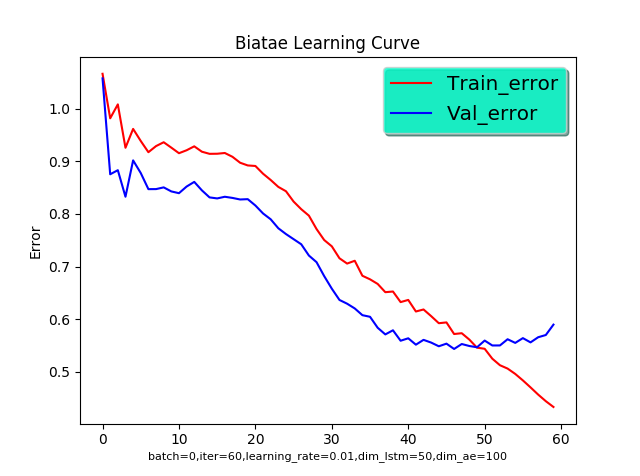 Biatae Learning Curve
Train_error
Val_error
1.0
0.9
0.8
0.7
0.6
0.5
Error
0 10 20 30 40 50 60
batch=0,iter=60,learning_rate=0.01,dim_lstm=50,dim_ae=100